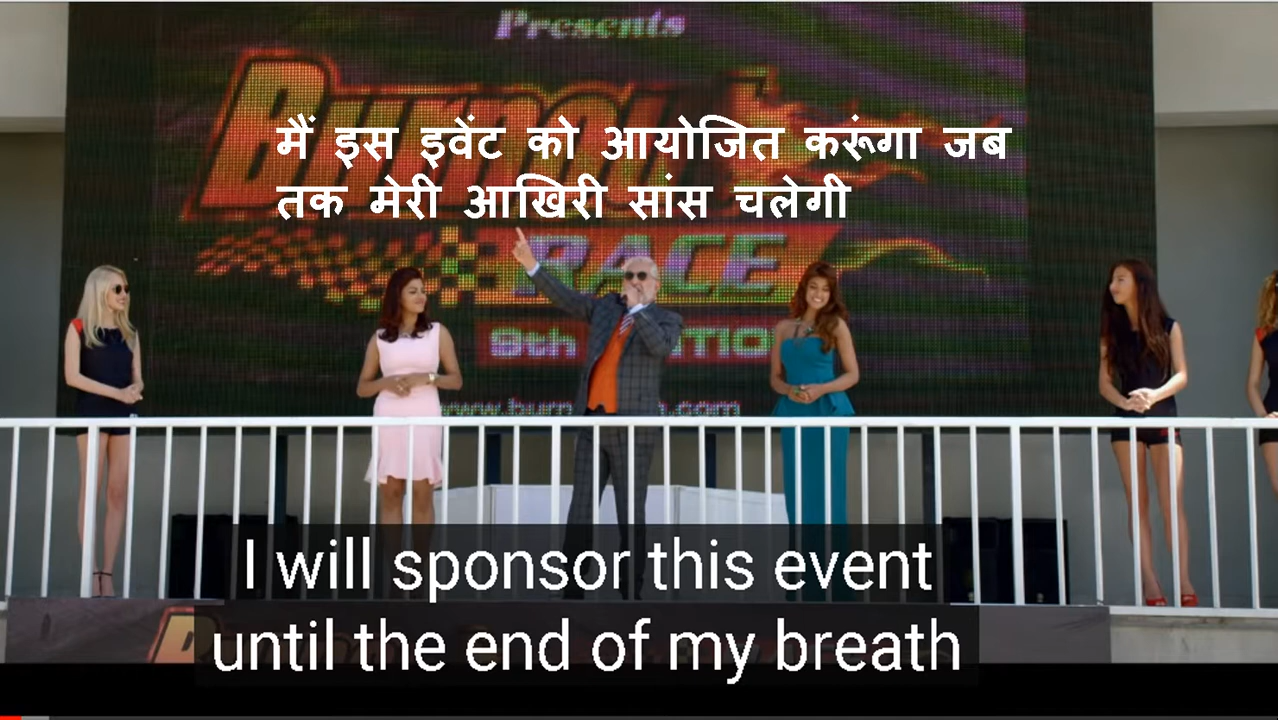 Presents
मैं इस इवेंट को आयोजित करूंगा जब
तक मेरी आखिरी सांस चलेगी
RACE
9th
I will sponsor this event
until the end of my breath